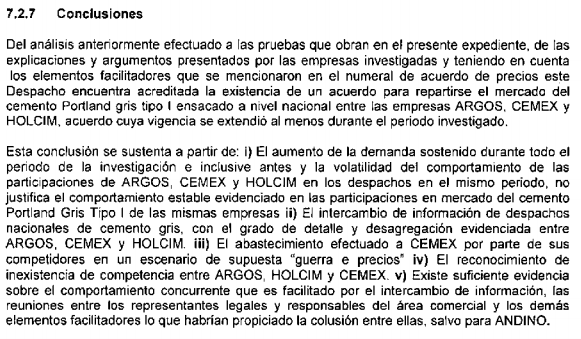 7.2.7 Conclusiones
Del análisis anteriormente efectuado a las pruebas que obran en el presente expediente, de las
explicaciones y argumentos presentados por las empresas investigadas y teniendo en cuenta
los elementos facilitadores que se mencionaron en el numeral de acuerdo de precios este
Despacho encuentra acreditada la existencia de un acuerdo para repartirse el mercado del
cemento Portland gris tipo I ensacado a nivel nacional entre las empresas ARGOS, CEMEX y
HOLCIM, acuerdo cuya vigencia se extendió al menos durante el periodo investigado.
Esta conclusión se sustenta a partir de: i) El aumento de la demanda sostenido durante todo el
periodo de la investigación e inclusive antes y la volatilidad del comportamiento de las
participaciones de ARGOS, CEMEX y HOLCIM en los despachos en el mismo periodo, no
justifica el comportamiento estable evidenciado en las participaciones en mercado del cemento
Portland Gris Tipo I de las mismas empresas ii) El intercambio de información de despachos
nacionales de cemento gris, con el grado de detalle y desagregación evidenciada entre
ARGOS, CEMEX y HOLCIM. iii) El abastecimiento efectuado a CEMEX por parte de sus
competidores en un escenario de supuesta "guerra e precios" iv) El reconocimiento de
inexistencia de competencia entre ARGOS, HOLCIM y CEMEX. v) Existe suficiente evidencia
sobre el comportamiento concurrente que es facilitado por el intercambio de información, las
reuniones entre los representantes legales y responsables del área comercial y los demás
elementos facilitadores lo que habrían propiciado la colusión entre ellas, salvo para ANDINO.